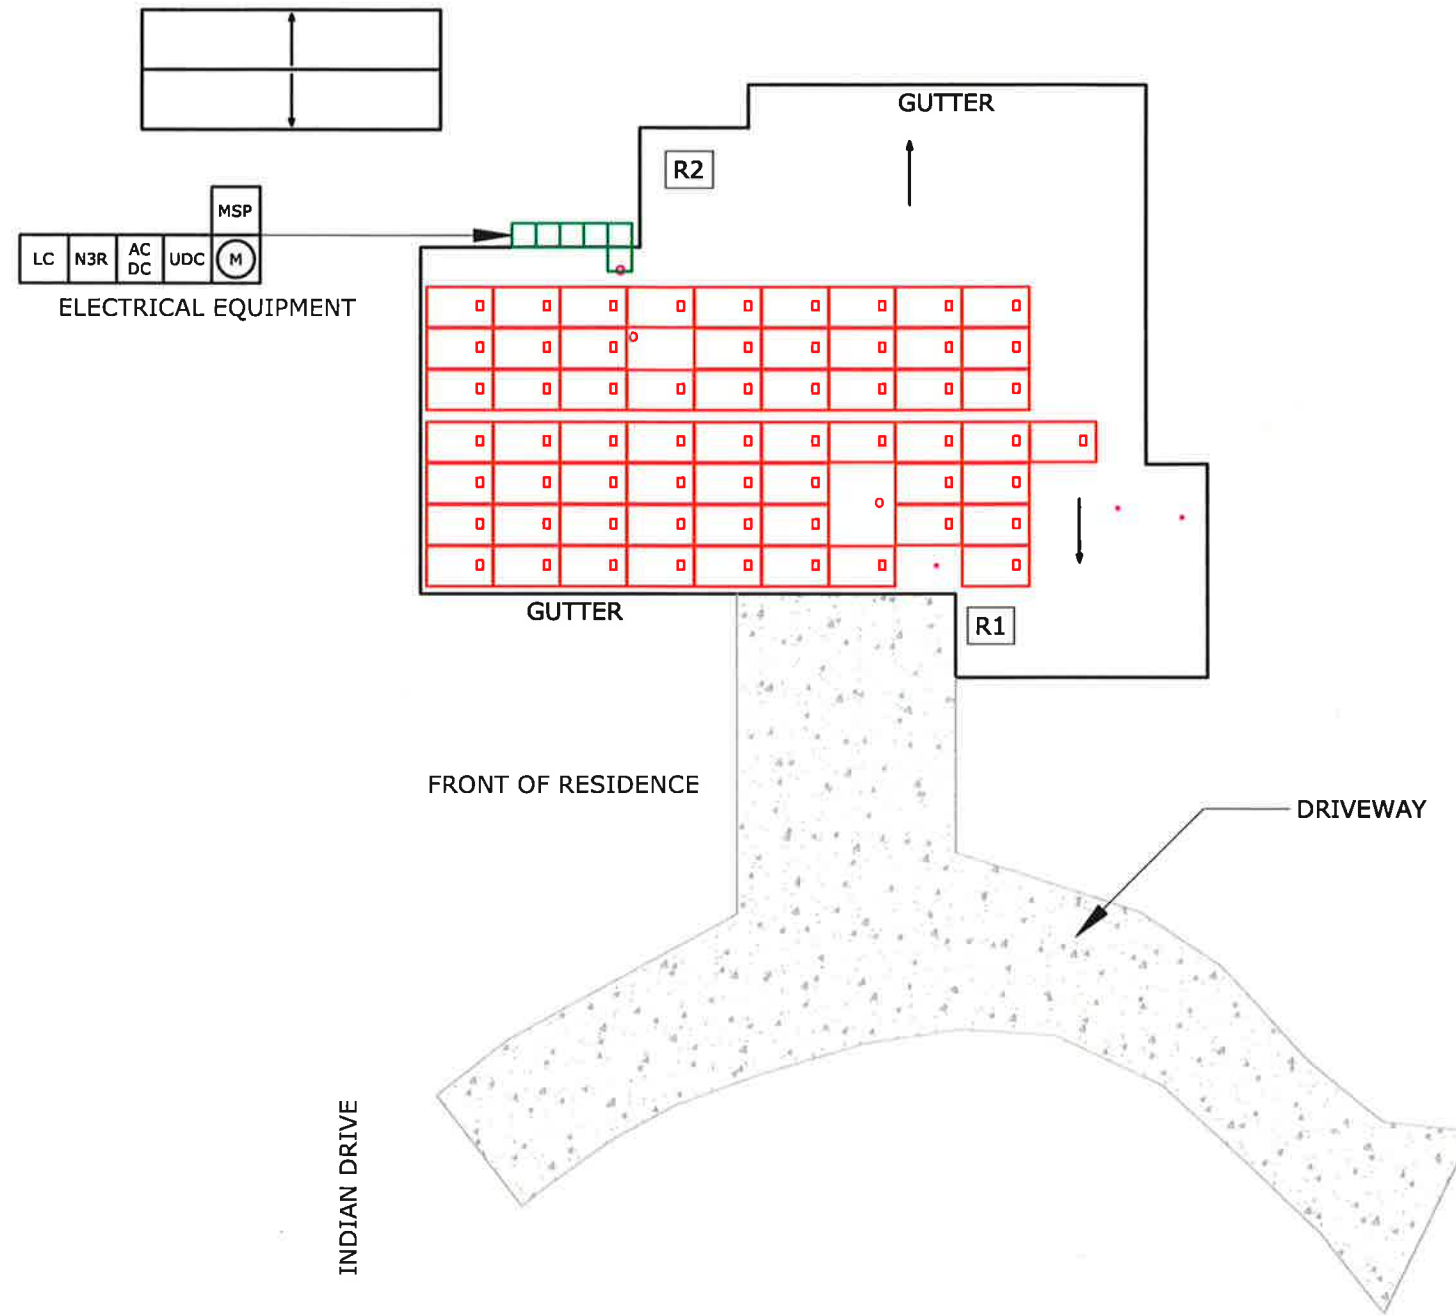 GUTTER
R2
MSP
LC
N3R
AC
DC
UDC
M
ELECTRICAL EQUIPMENT
GUTTER
R1
FRONT OF RESIDENCE
DRIVEWAY
INDIAN DRIVE